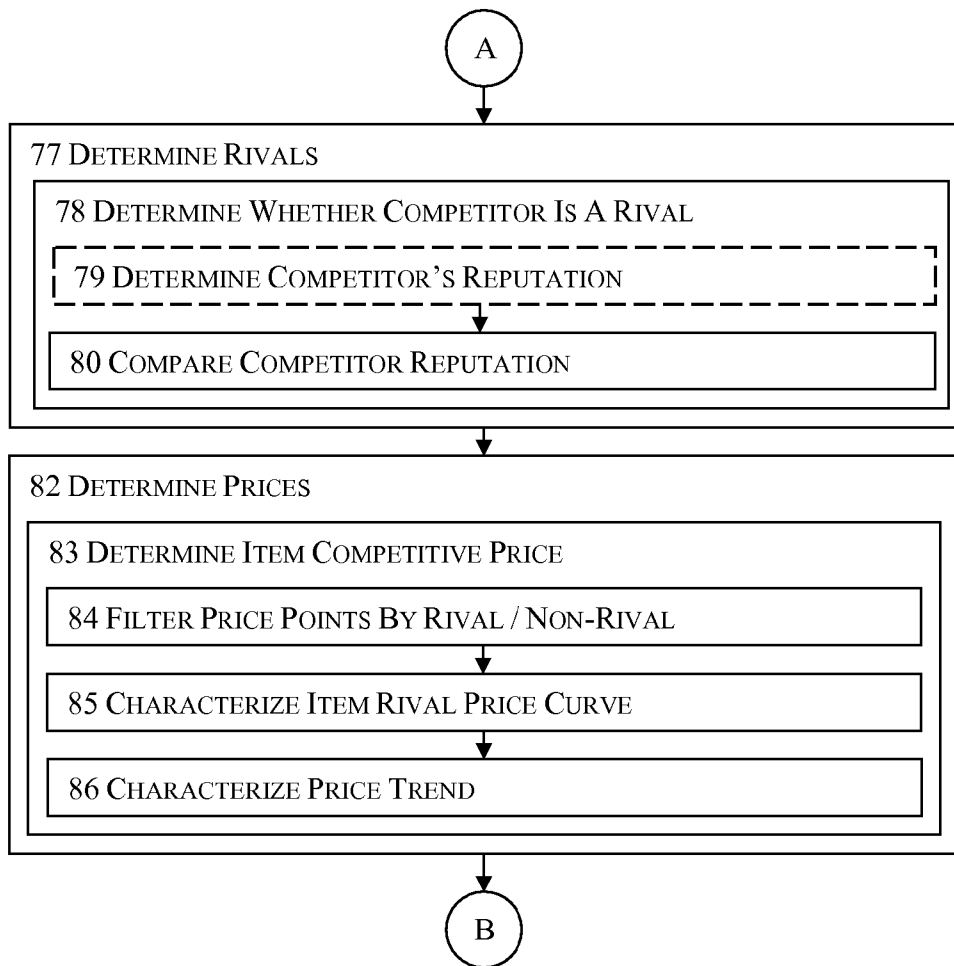 A
77 DETERMINE RIVALS
78 DETERMINE WHETHER COMPETITOR IS A RIVAL
79 DETERMINE COMPETITOR'S REPUTATION
80 COMPARE COMPETITOR REPUTATION
82 DETERMINE PRICES
83 DETERMINE ITEM COMPETITIVE PRICE
84 FILTER PRICE POINTS BY RIVAL / NON-RIVAL
85 CHARACTERIZE ITEM RIVAL PRICE CURVE
86 CHARACTERIZE PRICE TREND
B